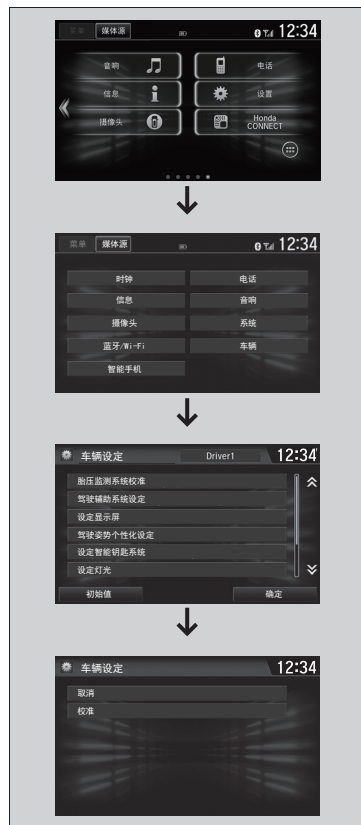 菜单 媒体源 12:34
音响 电话
信息 设置
摄像头 Honda CONNECT
菜单 媒体源 12:34
时钟 电话
信息 音响
摄像头 系统
蓝牙/Wi-Fi 车辆
智能手机
车辆设定 Driver1 12:34
胎压监测系统校准
驾驶辅助系统设定
设定显示屏
驾驶姿势个性化设定
设定智能钥匙系统
设定灯光
初始值 确定
车辆设定 12:34
取消
校准